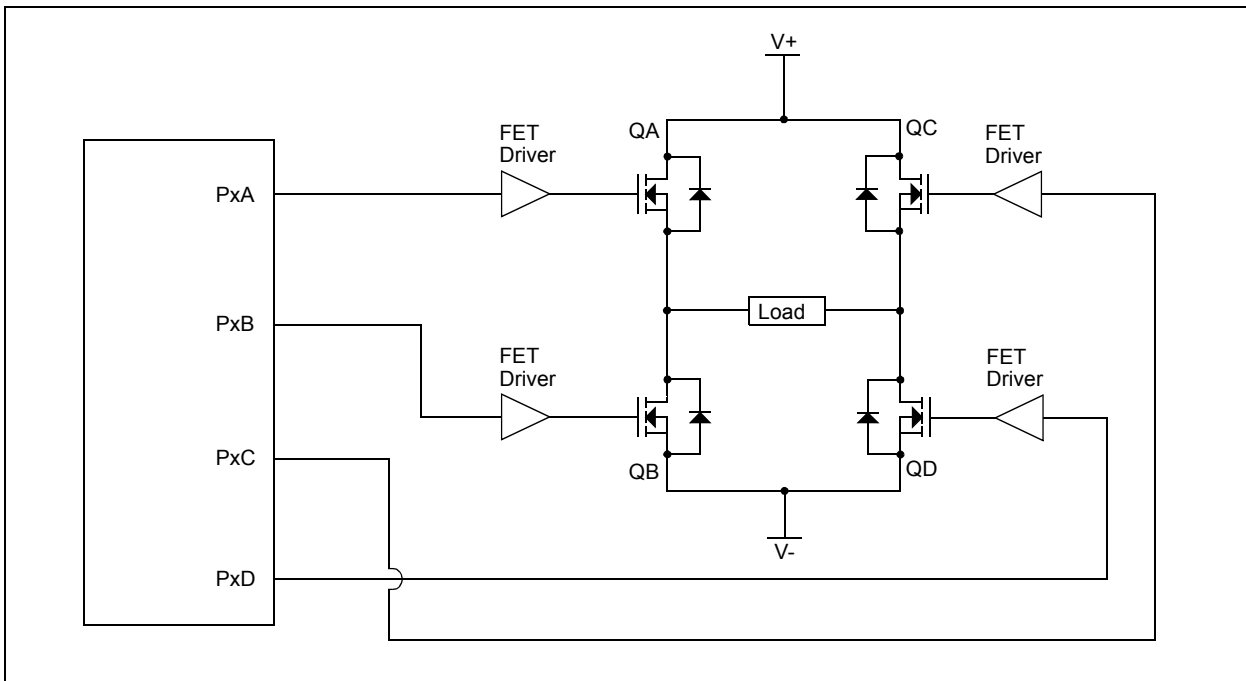 V+
QA
QC
FET
Driver
FET
Driver
PxA
Load
PxB
FET
Driver
FET
Driver
PxC
QB
QD
V-
PxD